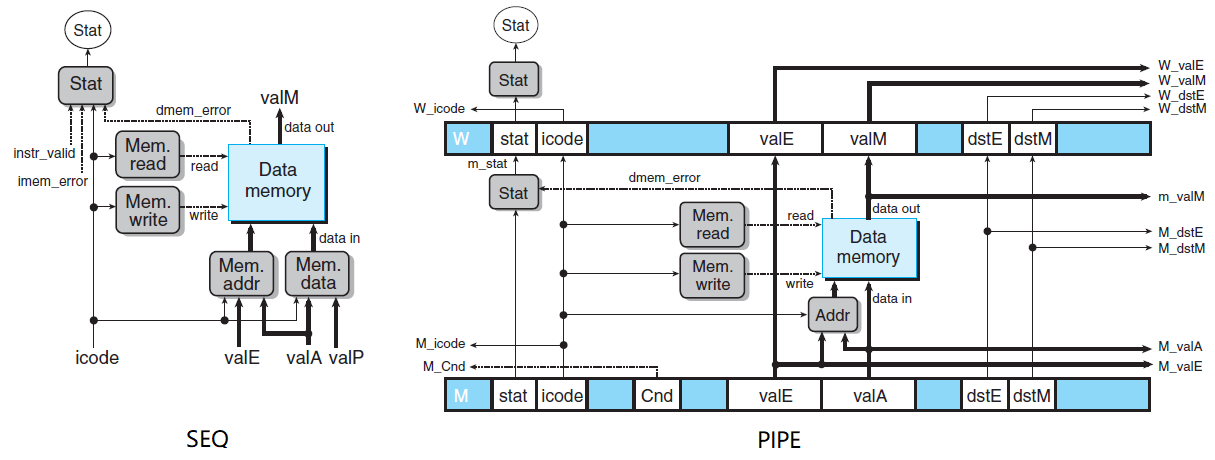 Stat
Stat
dmem_error
valM
data out
instr_valid
imem_error
Mem.
read
read
Mem.
write
write
Data
memory
data in
Mem.
addr
Mem.
data
icode
valE
valA
valP
SEQ
Stat
Stat
W_icode
W_valE
W_valM
W_dstE
W_dstM
W
stat
icode
valE
valM
dstE
dstM
m_stat
Stat
dmem_error
m_valM
data out
Mem.
read
read
Data
memory
M_dstE
M_dstM
Mem.
write
write
data in
Addr
M_icode
M_valA
M_Cnd
M_valE
M
stat
icode
Cnd
valE
valA
dstE
dstM
PIPE